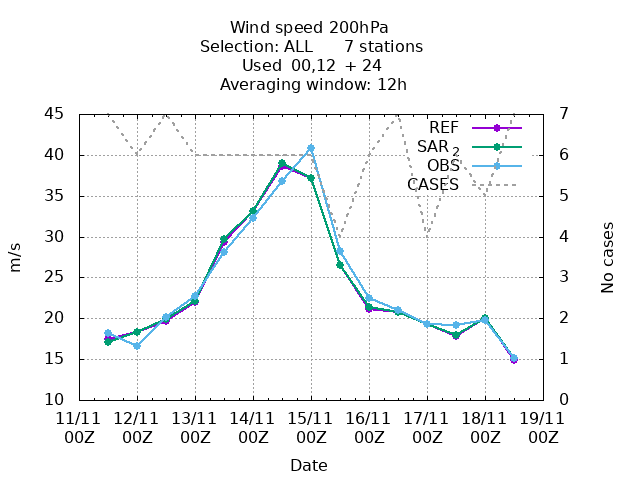 Wind speed 200hPa
Selection: ALL 7 stations
Used 00,12 + 24
Averaging window: 12h
45 7
40 6
35 5
30 4
25 3
20 2
15 1
10 0
REF
SAR 2
OBS
CASES
m/s
No cases
11/11 12/11 13/11 14/11 15/11 16/11 17/11 18/11 19/11
00Z 00Z 00Z 00Z 00Z 00Z 00Z 00Z 00Z
Date